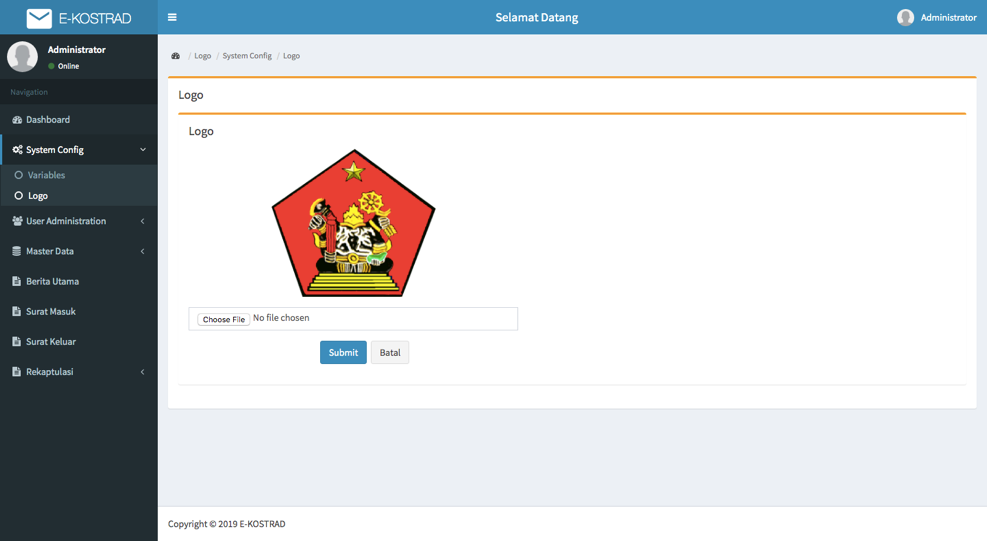 E-KOSTRAD
Selamat Datang
Administrator
Administrator
Online
Navigation
Dashboard
System Config
Variables
Logo
User Administration
Master Data
Berita Utama
Surat Masuk
Surat Keluar
Rekaptulasi
/ Logo / System Config / Logo
Logo
Logo
Choose File No file chosen
Submit Batal
Copyright © 2019 E-KOSTRAD